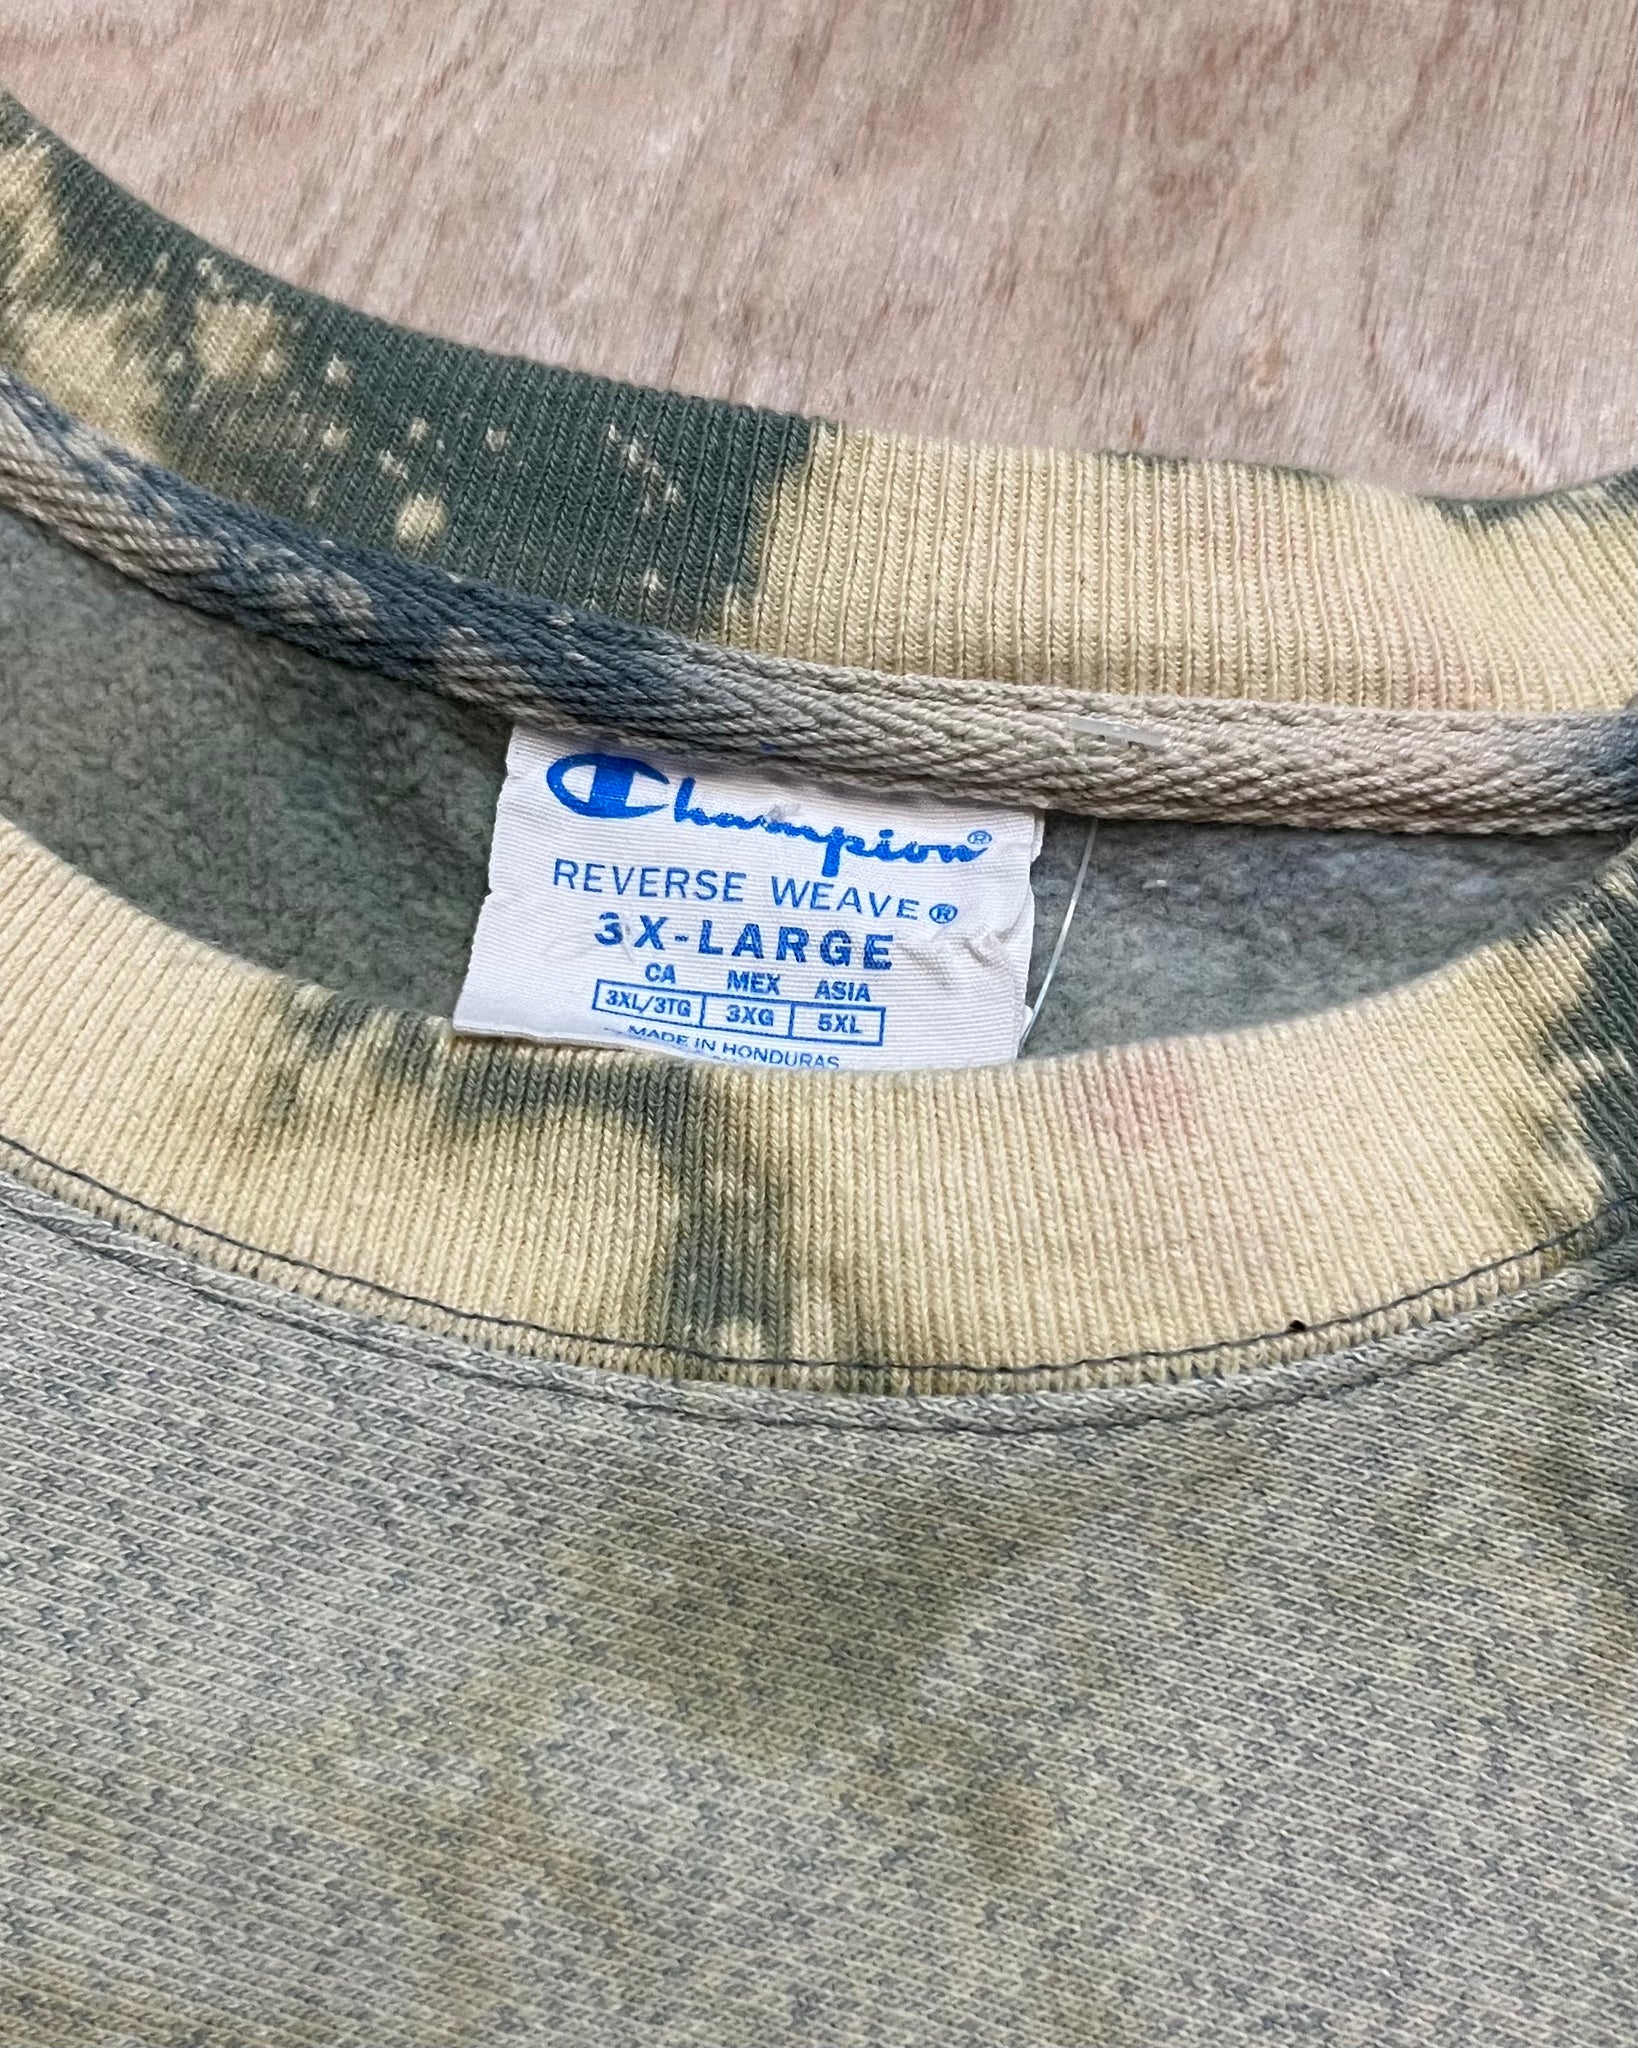 Champion®
REVERSE WEAVE®
3X-LARGE
CA MEX ASIA
3XL/3TG 3XG 5XL
MADE IN HONDURAS